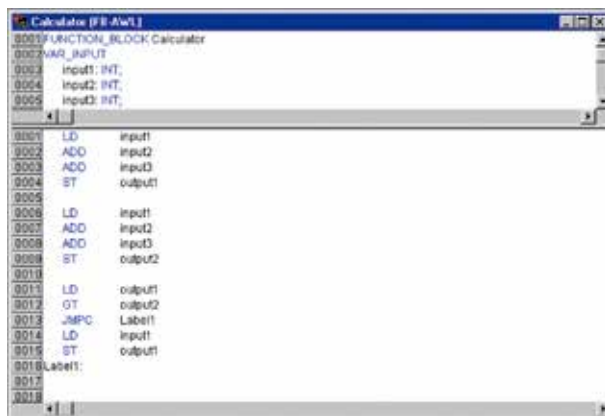 Calculator (FB-AWL)
0001 FUNCTION_BLOCK Calculator
0002 VAR_INPUT
0003 input1: INT;
0004 input2: INT;
0005 input3: INT;
0001 LD input1
0002 ADD input2
0003 ADD input3
0004 ST output1
0005
0006 LD input1
0007 ADD input2
0008 ADD input3
0009 ST output2
0010
0011 LD output1
0012 GT output2
0013 JMPC Label1
0014 LD input1
0015 ST output1
0016 Label1:
0017
0018